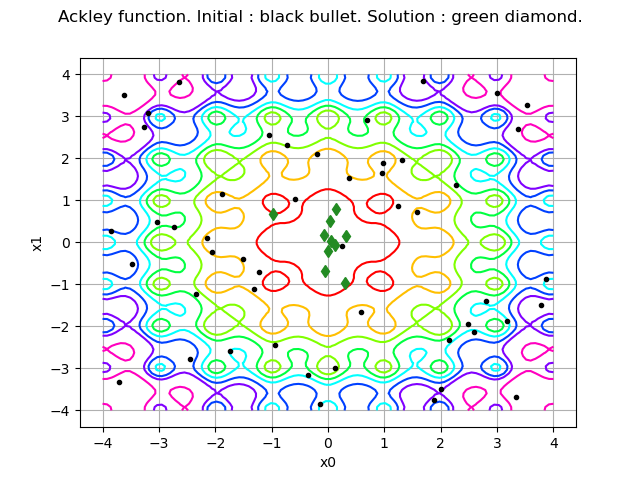 Ackley function. Initial : black bullet. Solution : green diamond.
4
3
2
1
0
−1
−2
−3
−4
x1
−4 −3 −2 −1 0 1 2 3 4
x0